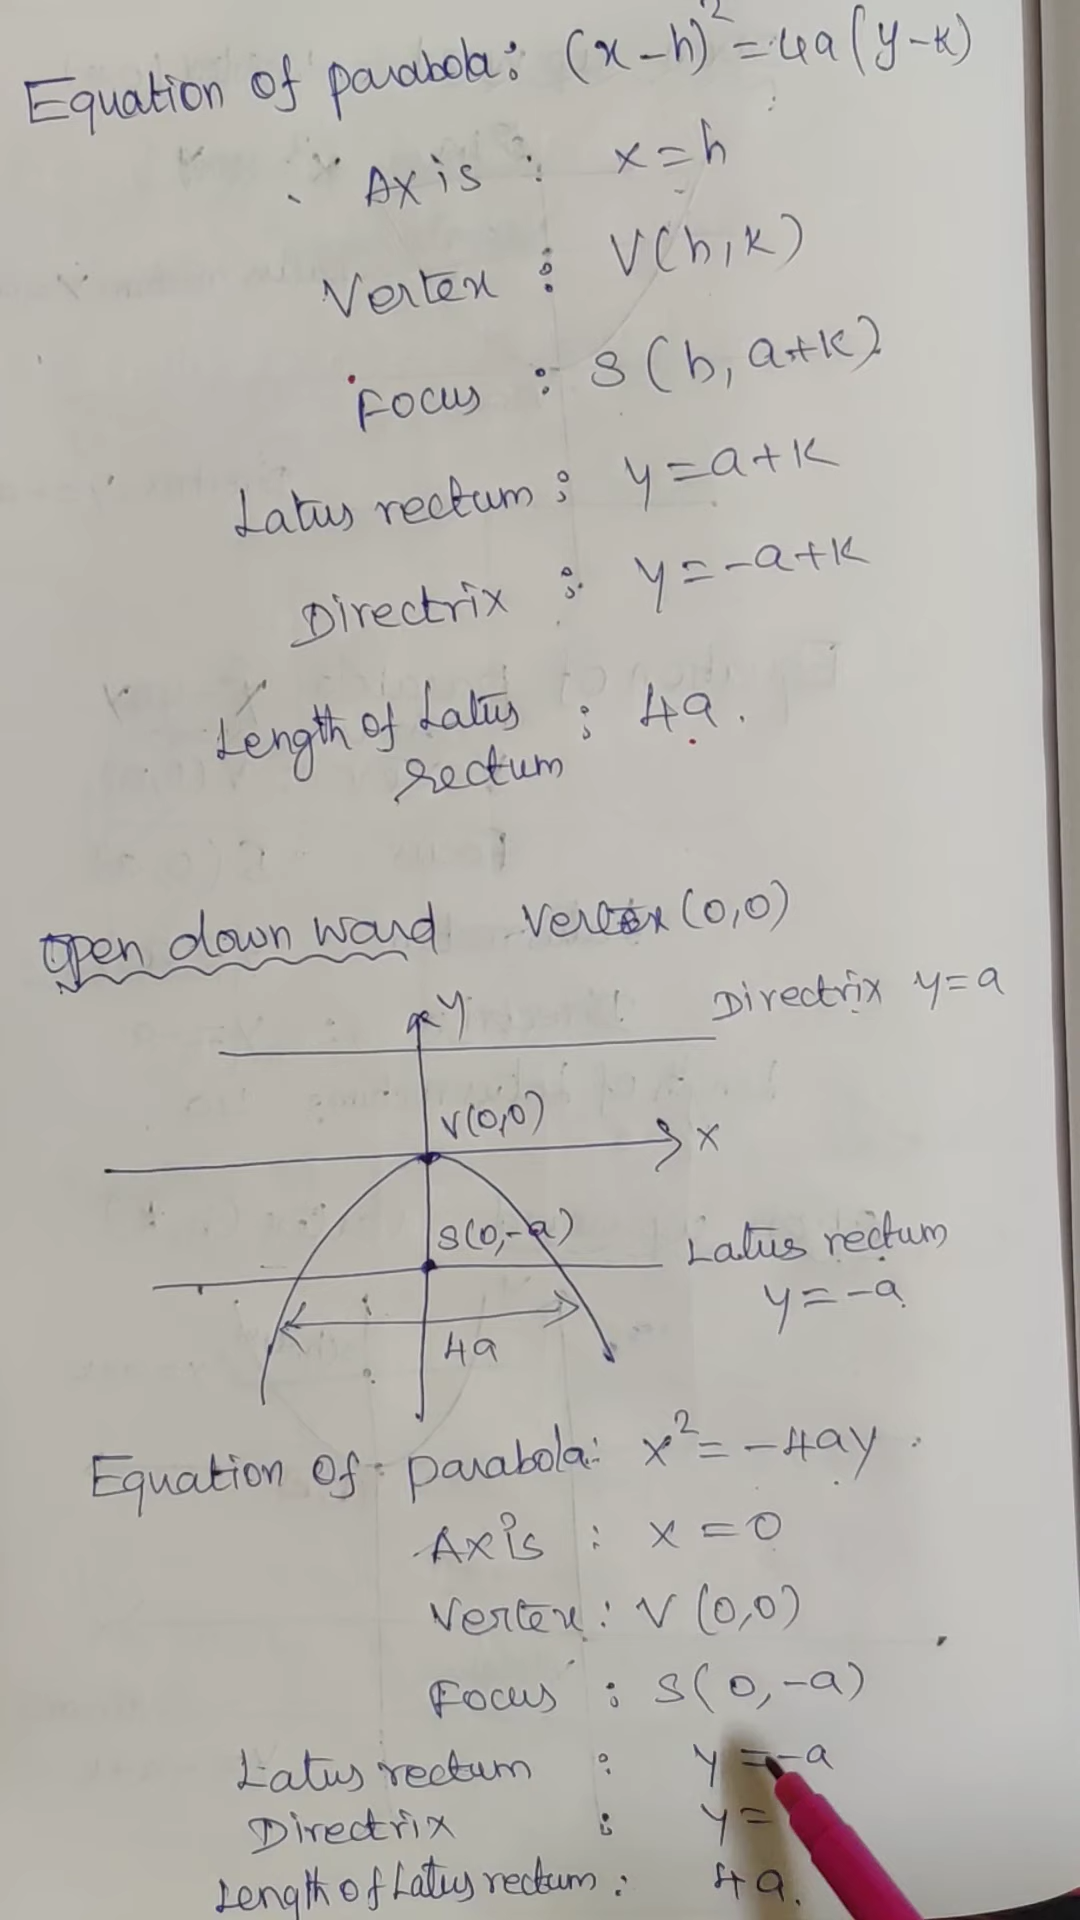 Equation of parabola: (x-h)² = 4a(y-k)
Axis : x=h
Vertex : V(h,k)
Focus : S(h, a+k)
Latus rectum : y=a+k
Directrix : y=-a+k
Length of Latus rectum : 4a.
open down ward Vertex (0,0)
Directrix y=a
y
V(0,0)
x
S(0,-a)
Latus rectum
y=-a
4a
Equation of parabola: x²=-4ay
Axis : x=0
Vertex : V(0,0)
Focus : S(0,-a)
Latus rectum : y=-a
Directrix : y=
Length of Latus rectum : 4a.